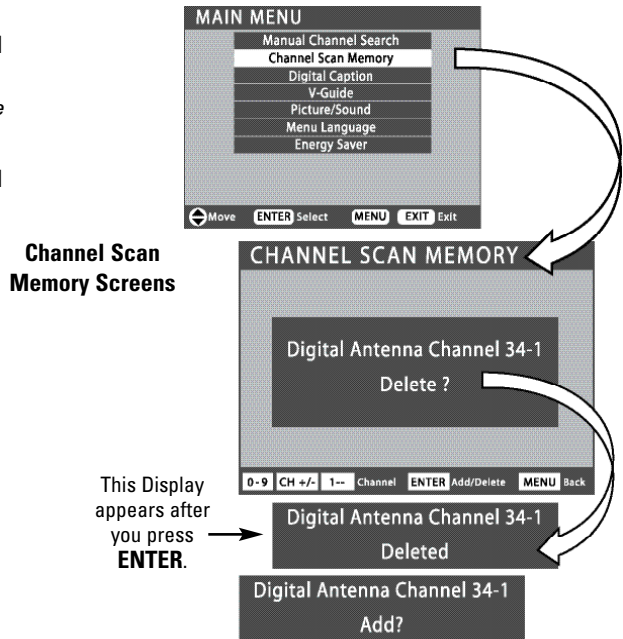 MAIN MENU
Manual Channel Search
Channel Scan Memory
Digital Caption
V-Guide
Picture/Sound
Menu Language
Energy Saver
Move ENTER Select MENU EXIT Exit
Channel Scan
Memory Screens
CHANNEL SCAN MEMORY
Digital Antenna Channel 34-1
Delete ?
0-9 CH +/- 1-- Channel ENTER Add/Delete MENU Back
This Display
appears after
you press
ENTER.
Digital Antenna Channel 34-1
Deleted
Digital Antenna Channel 34-1
Add?